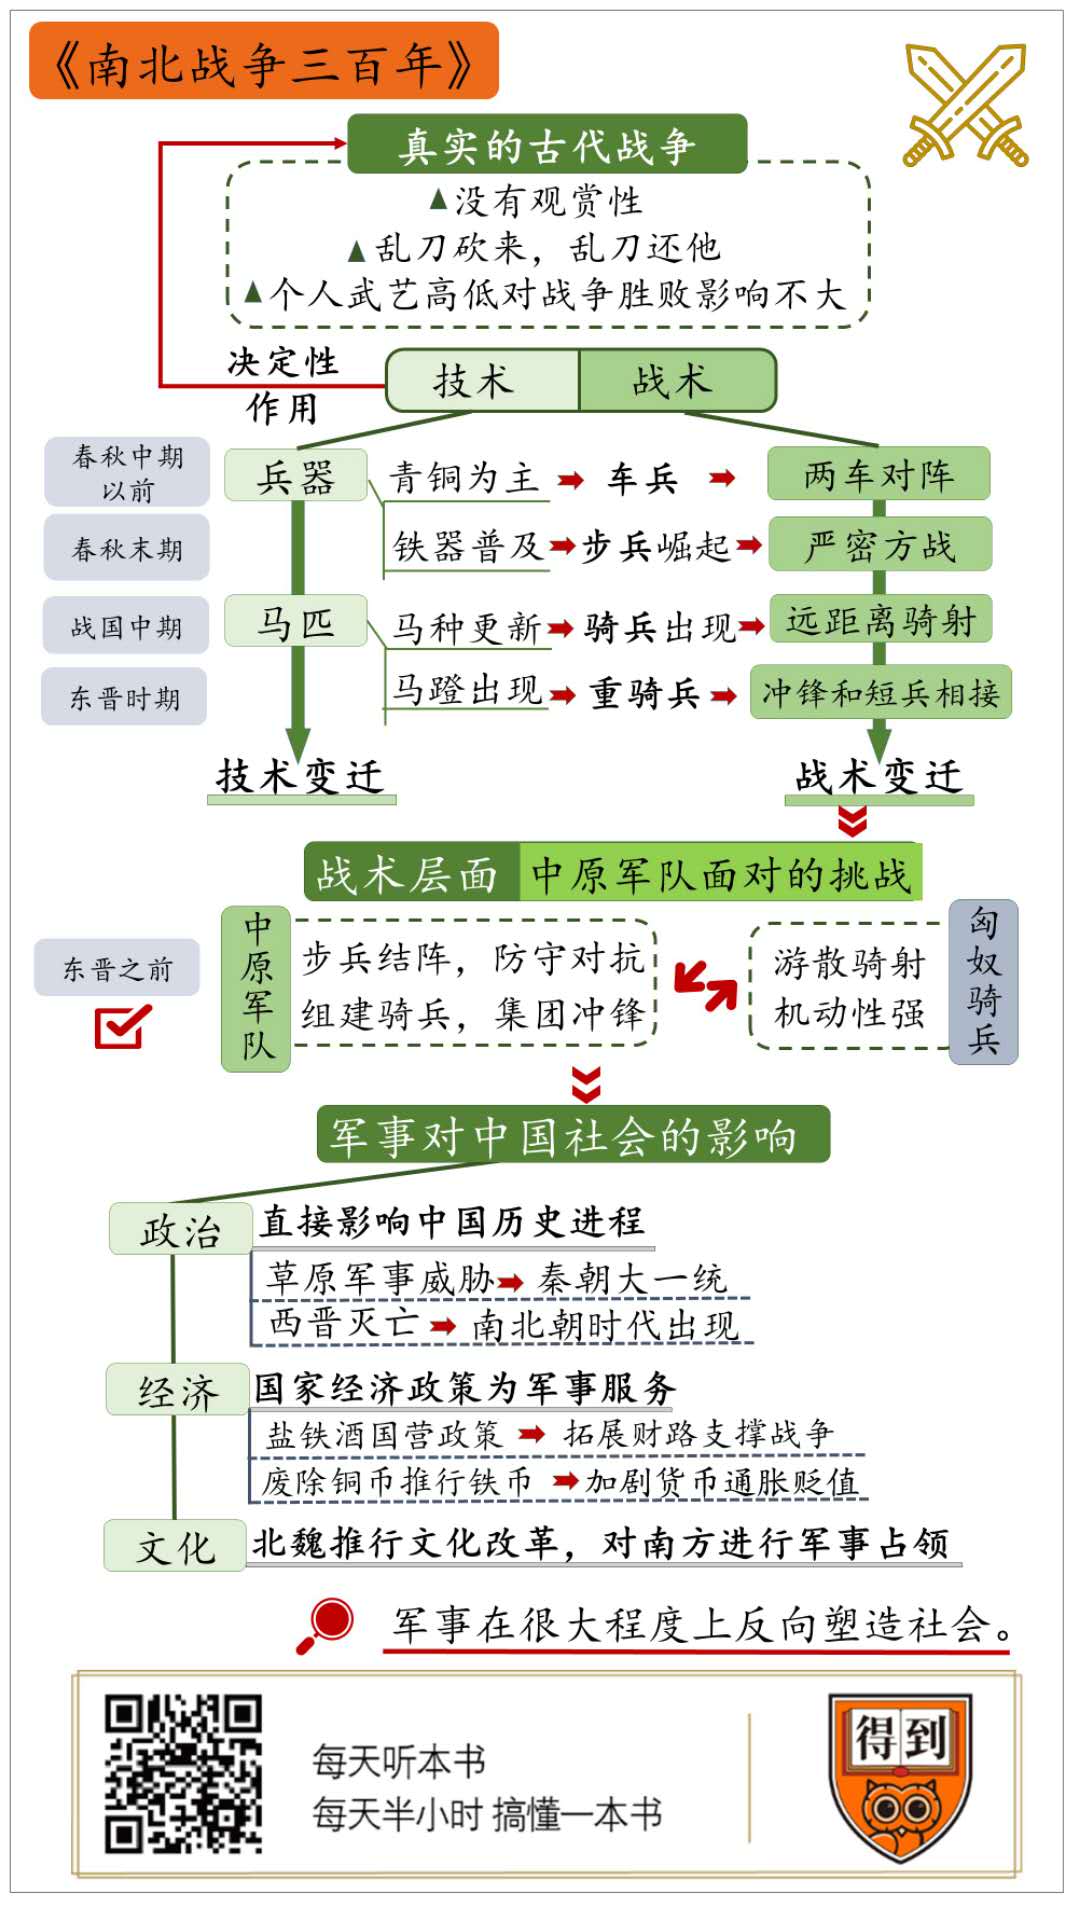 《南北战争三百年》
真实的古代战争
没有观赏性
乱刀砍来，乱刀还他
个人武艺高低对战争胜败影响不大
决定性
作用
技术 战术
春秋中期
以前
兵器 青铜为主 车兵 两车对阵
春秋末期 铁器普及 步兵崛起 严密方战
战国中期 马匹 马种更新 骑兵出现 远距离骑射
东晋时期 马蹬出现 重骑兵 冲锋和短兵相接
技术变迁 战术变迁
战术层面 中原军队面对的挑战
东晋之前
中原军队
步兵结阵，防守对抗
组建骑兵，集团冲锋
游散骑射
机动性强
匈奴骑兵
军事对中国社会的影响
政治 直接影响中国历史进程
草原军事威胁 秦朝大一统
西晋灭亡 南北朝时代出现
经济 国家经济政策为军事服务
盐铁酒国营政策 拓展财路支撑战争
废除铜币推行铁币 加剧货币通胀贬值
文化 北魏推行文化改革，对南方进行军事占领
军事在很大程度上反向塑造社会。
每天听本书
每天半小时 搞懂一本书
得到